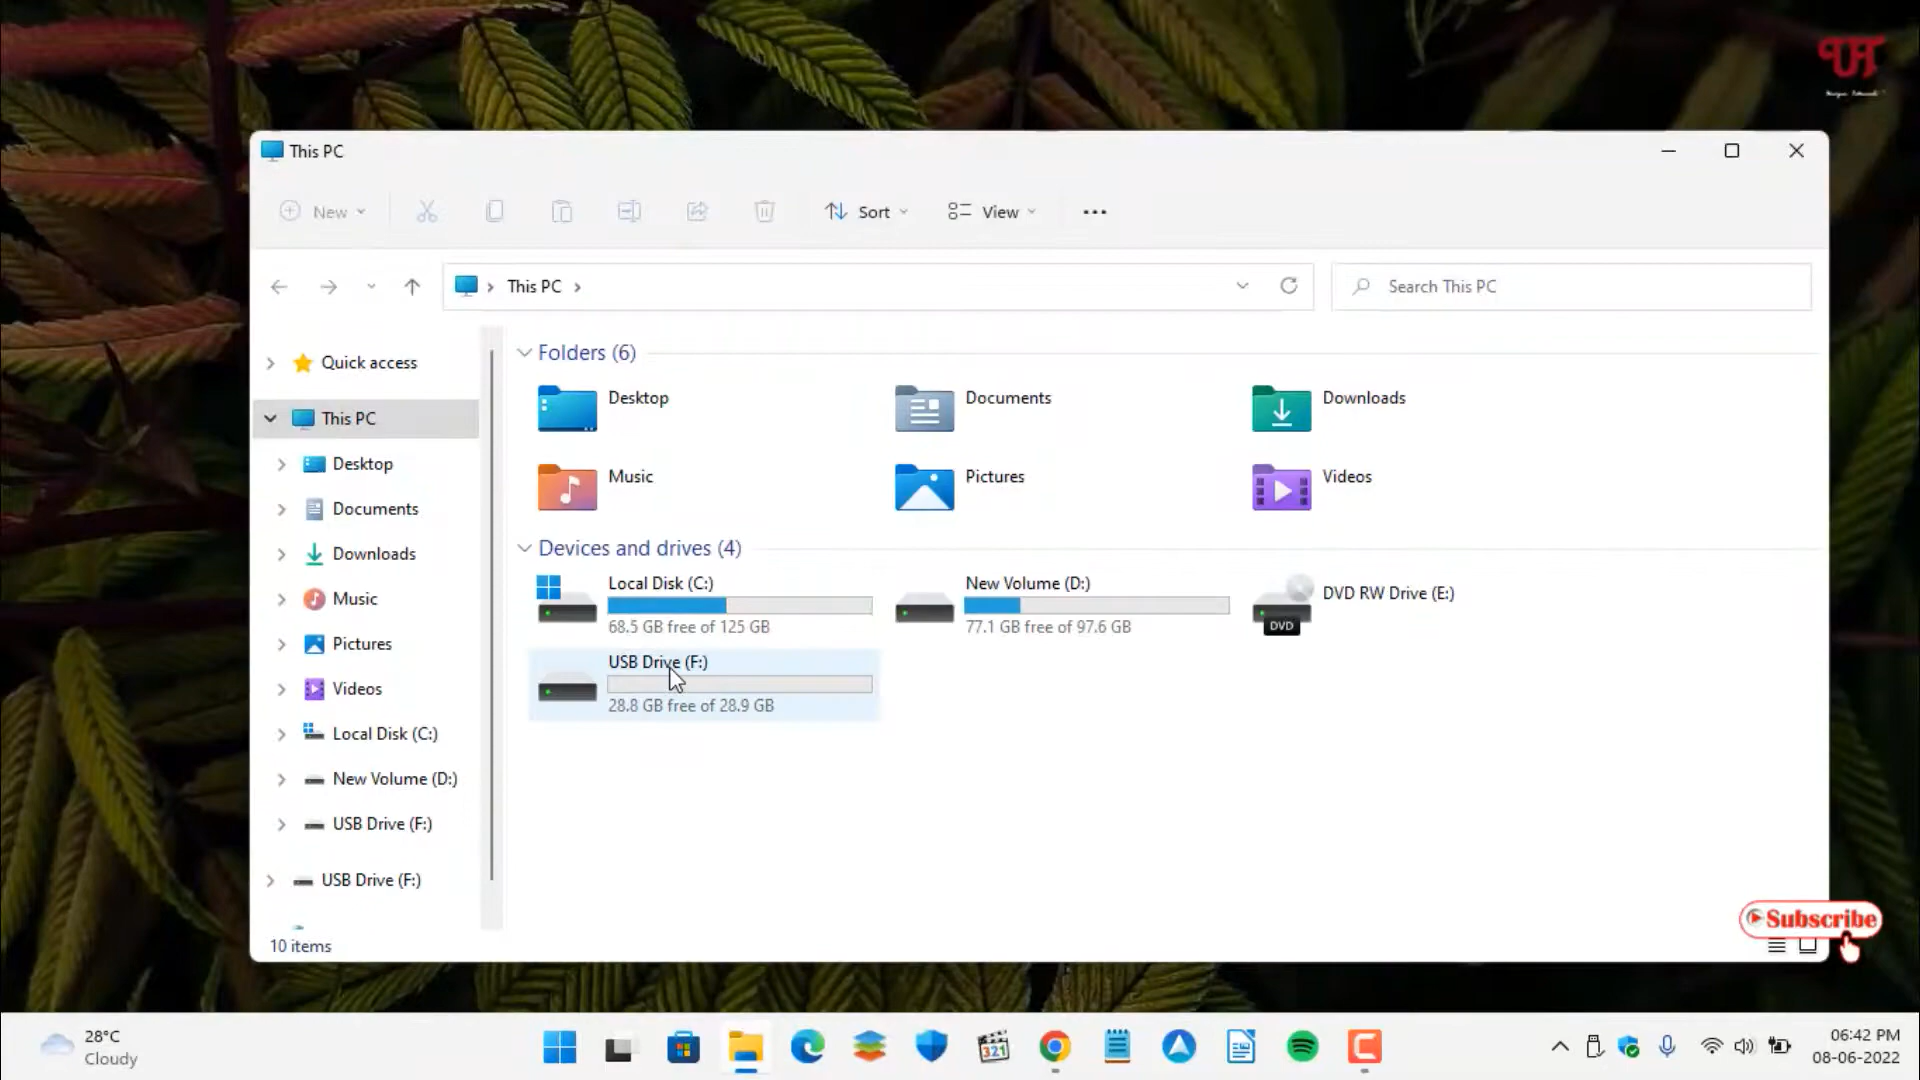 This PC
New
Sort
View
This PC
Search This PC
Quick access
This PC
Desktop
Documents
Downloads
Music
Pictures
Videos
Local Disk (C:)
New Volume (D:)
USB Drive (F:)
USB Drive (F:)
Folders (6)
Desktop
Documents
Downloads
Music
Pictures
Videos
Devices and drives (4)
Local Disk (C:)
68.5 GB free of 125 GB
New Volume (D:)
77.1 GB free of 97.6 GB
DVD RW Drive (E:)
DVD
USB Drive (F:)
28.8 GB free of 28.9 GB
10 items
Subscribe
28°C
Cloudy
321
06:42 PM
08-06-2022